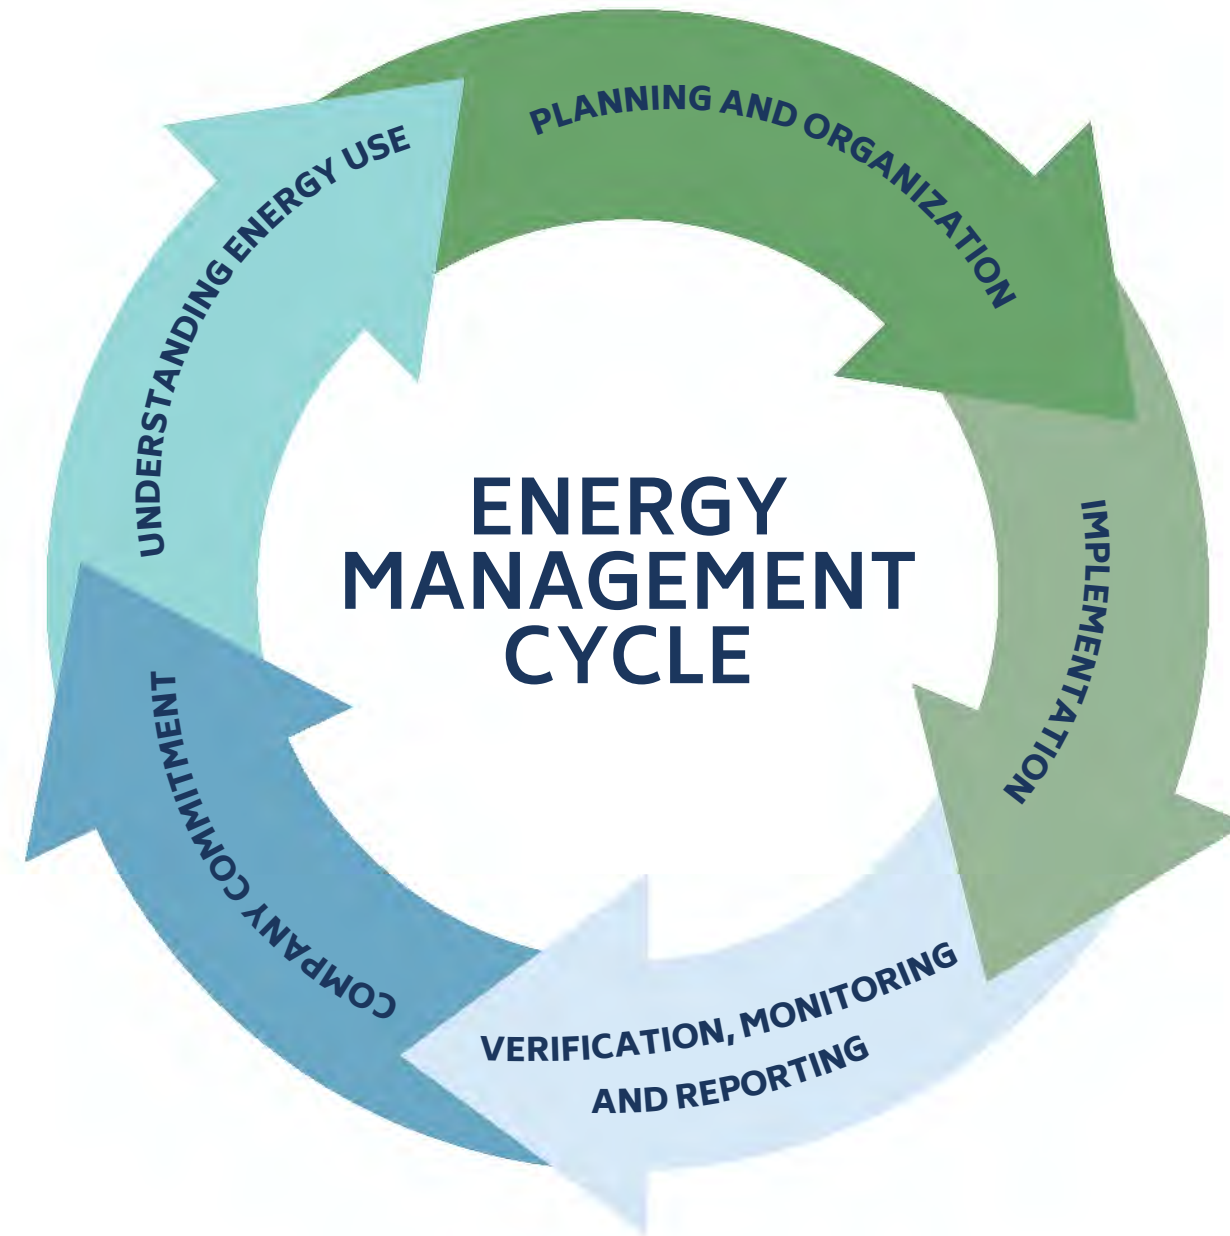 PLANNING AND ORGANIZATION
UNDERSTANDING ENERGY USE
ENERGY
MANAGEMENT
CYCLE
IMPLEMENTATION
COMPANY COMMITMENT
VERIFICATION, MONITORING
AND REPORTING